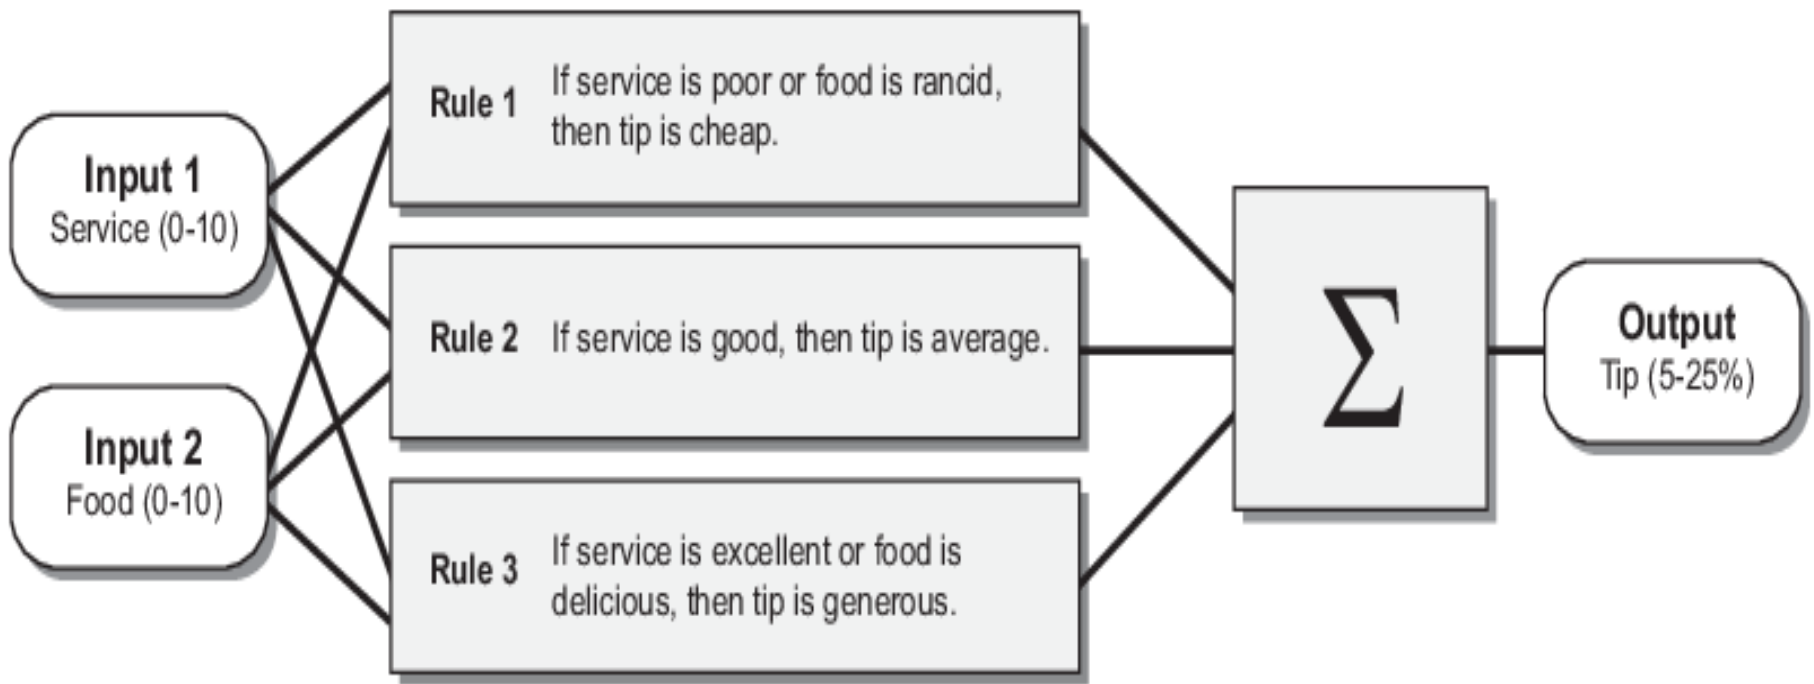 Input 1
Service (0-10)
Input 2
Food (0-10)
Rule 1
If service is poor or food is rancid,
then tip is cheap.
Rule 2
If service is good, then tip is average.
Rule 3
If service is excellent or food is
delicious, then tip is generous.
Σ
Output
Tip (5-25%)